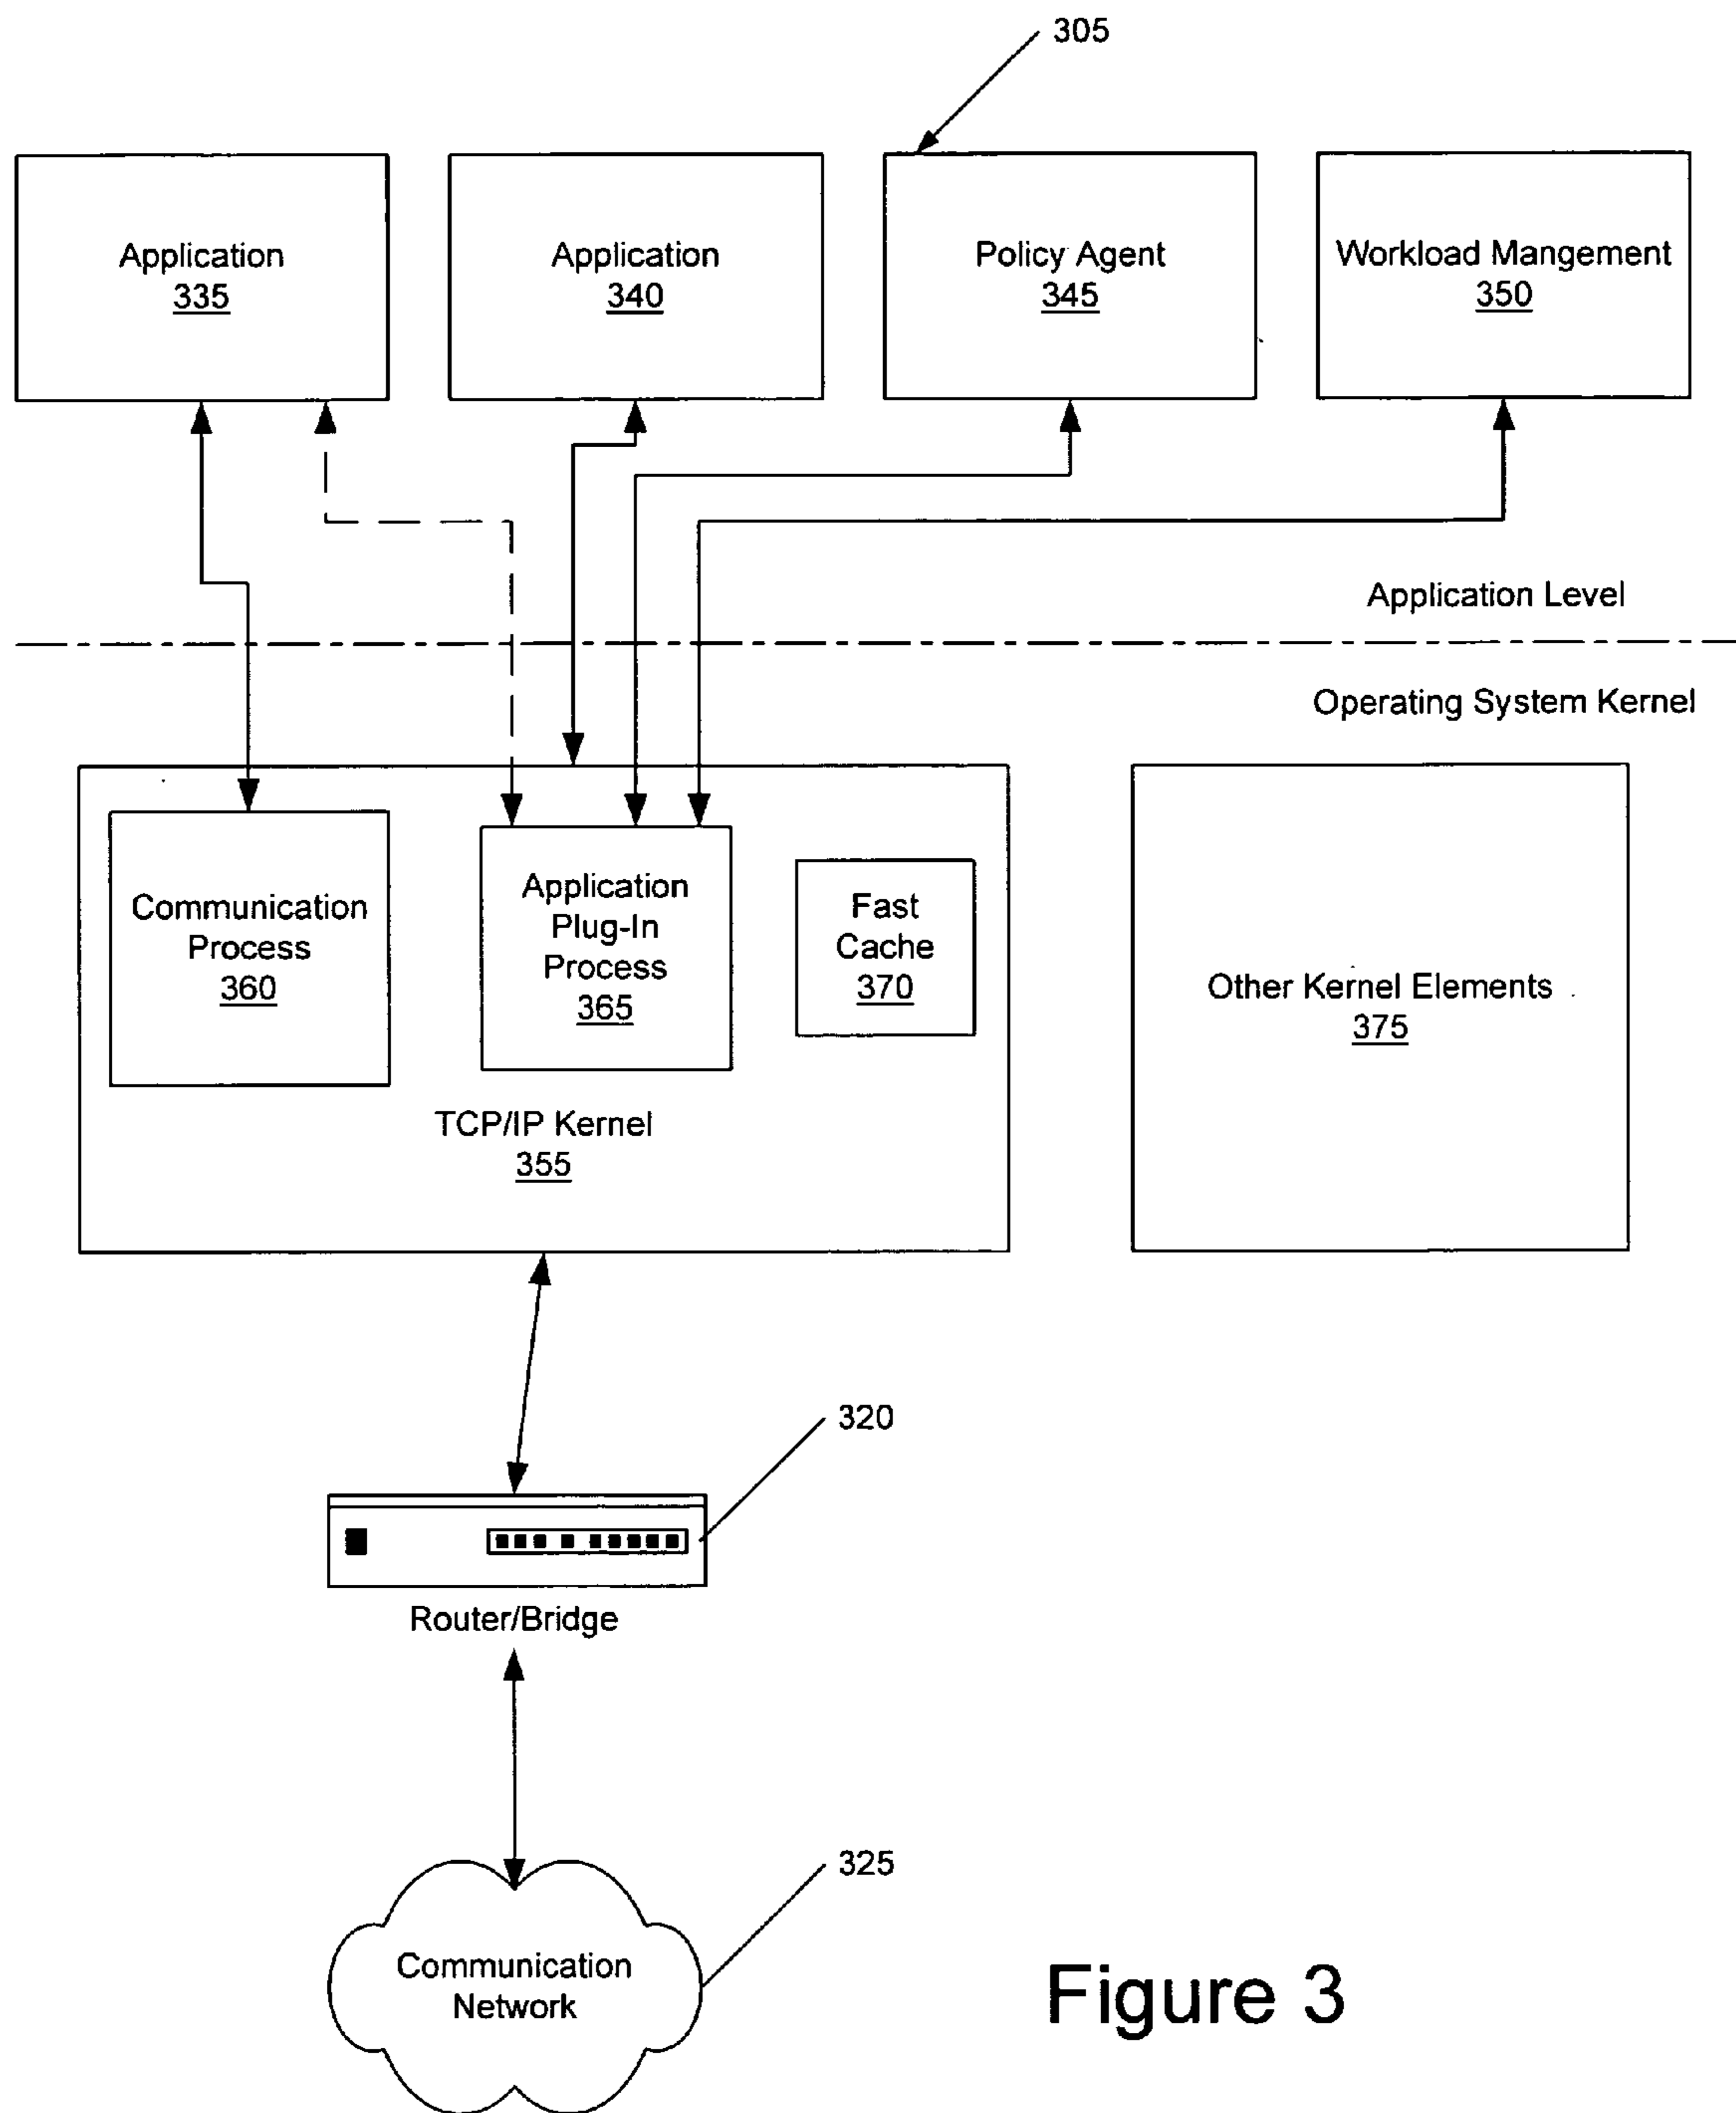 305
Application
335
Application
340
Policy Agent
345
Workload Mangement
350
Application Level
Operating System Kernel
Communication
Process
360
Application
Plug-In
Process
365
Fast
Cache
370
Other Kernel Elements
375
TCP/IP Kernel
355
320
Router/Bridge
325
Communication
Network
Figure 3